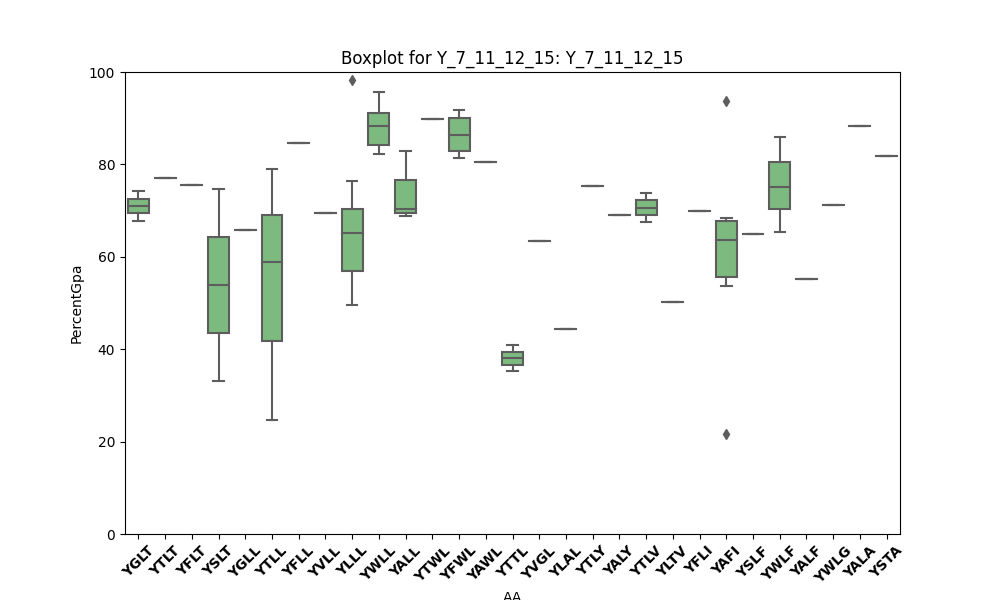 Boxplot for Y_7_11_12_15: Y_7_11_12_15
100
80
60
40
20
0
PercentGpa
YGLT YTLT YFLT YSLT YGLL YTLL YFLL YVLL YLLL YWLL YALL YTWL YFWL YAWL YTTL YVGL YLAL YTLY YALY YTLV YLTV YFLI YAFI YSLF YWLF YALF YWLG YALA YSTA
AA